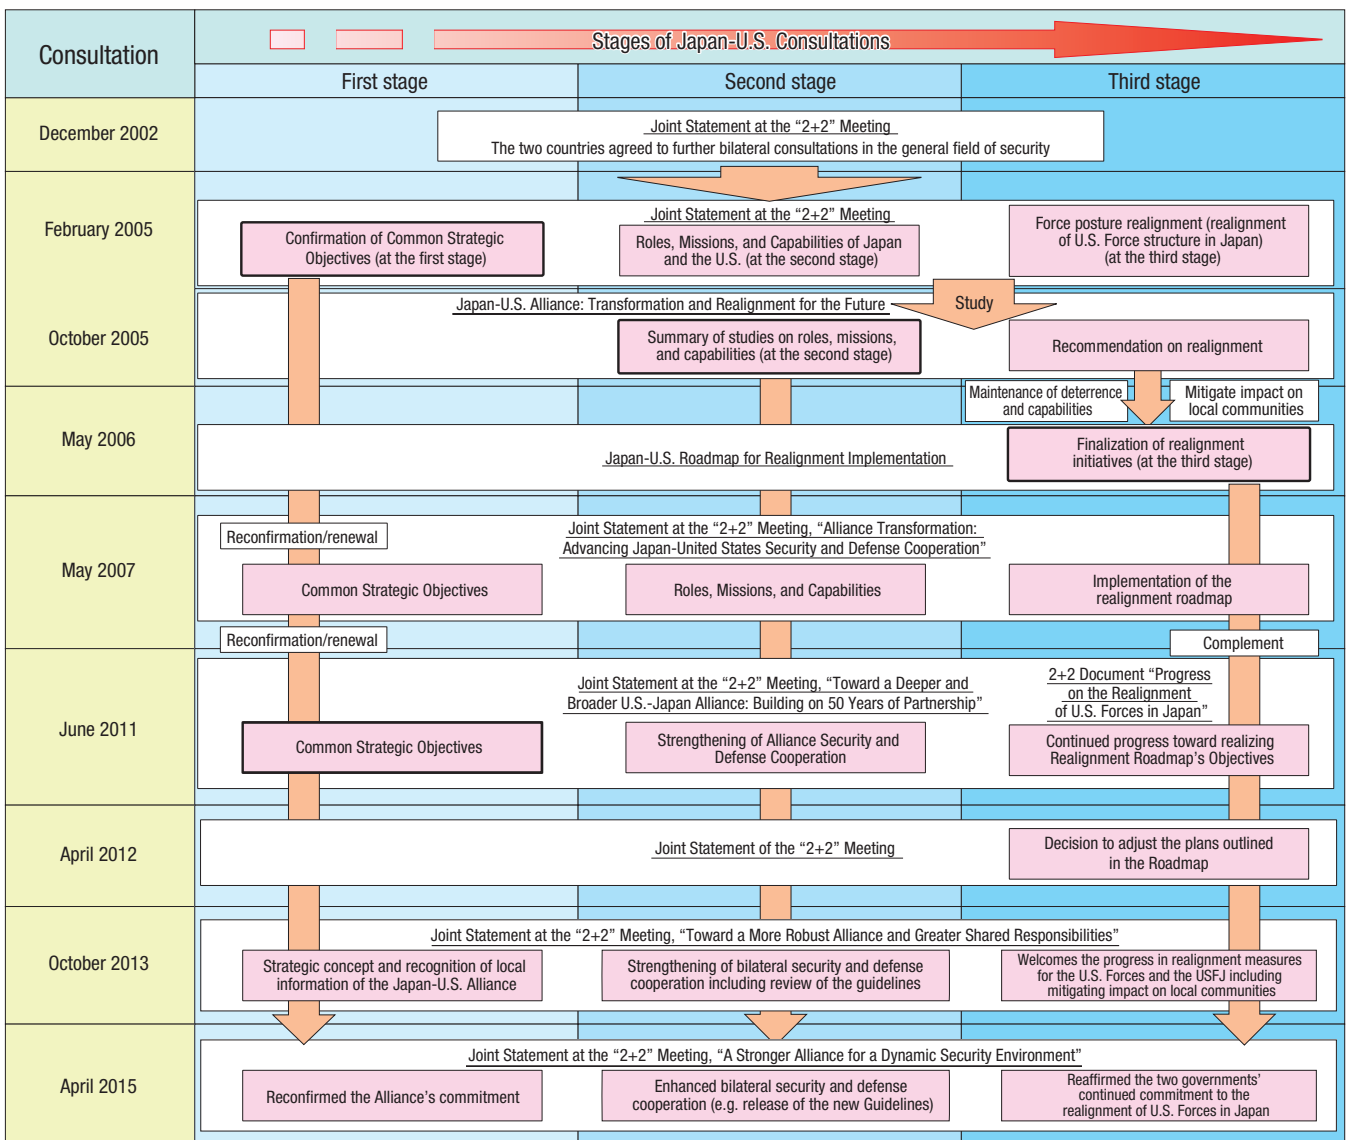 Consultation
Stages of Japan-U.S. Consultations
First stage
Second stage
Third stage
December 2002
Joint Statement at the “2+2” Meeting
The two countries agreed to further bilateral consultations in the general field of security
February 2005
Joint Statement at the “2+2” Meeting
Confirmation of Common Strategic
Objectives (at the first stage)
Roles, Missions, and Capabilities of Japan
and the U.S. (at the second stage)
Force posture realignment (realignment
of U.S. Force structure in Japan)
(at the third stage)
Study
October 2005
Japan-U.S. Alliance: Transformation and Realignment for the Future
Summary of studies on roles, missions,
and capabilities (at the second stage)
Recommendation on realignment
Maintenance of deterrence
and capabilities
Mitigate impact on
local communities
May 2006
Japan-U.S. Roadmap for Realignment Implementation
Finalization of realignment
initiatives (at the third stage)
May 2007
Reconfirmation/renewal
Joint Statement at the “2+2” Meeting, “Alliance Transformation:
Advancing Japan-United States Security and Defense Cooperation”
Common Strategic Objectives
Roles, Missions, and Capabilities
Implementation of the
realignment roadmap
Reconfirmation/renewal
Complement
June 2011
Joint Statement at the “2+2” Meeting, “Toward a Deeper and
Broader U.S.-Japan Alliance: Building on 50 Years of Partnership”
2+2 Document “Progress
on the Realignment
of U.S. Forces in Japan”
Common Strategic Objectives
Strengthening of Alliance Security and
Defense Cooperation
Continued progress toward realizing
Realignment Roadmap’s Objectives
April 2012
Joint Statement of the “2+2” Meeting
Decision to adjust the plans outlined
in the Roadmap
October 2013
Joint Statement at the “2+2” Meeting, “Toward a More Robust Alliance and Greater Shared Responsibilities”
Strategic concept and recognition of local
information of the Japan-U.S. Alliance
Strengthening of bilateral security and defense
cooperation including review of the guidelines
Welcomes the progress in realignment measures
for the U.S. Forces and the USFJ including
mitigating impact on local communities
April 2015
Joint Statement at the “2+2” Meeting, “A Stronger Alliance for a Dynamic Security Environment”
Reconfirmed the Alliance’s commitment
Enhanced bilateral security and defense
cooperation (e.g. release of the new Guidelines)
Reaffirmed the two governments’
continued commitment to the
realignment of U.S. Forces in Japan